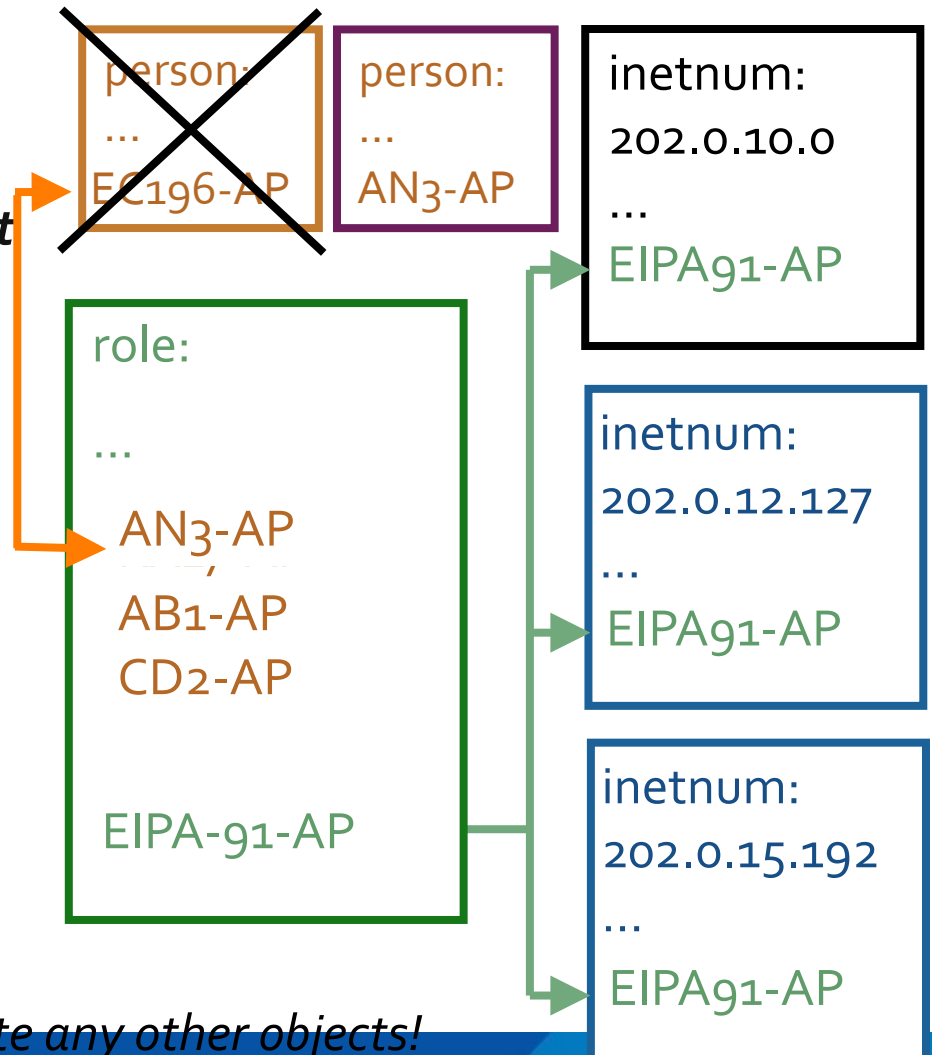 person:
...
EC196-AP
person:
...
AN3-AP
inetnum:
202.0.10.0
...
EIPA91-AP
t
role:
...
AN3-AP
AB1-AP
CD2-AP
EIPA-91-AP
inetnum:
202.0.12.127
...
EIPA91-AP
inetnum:
202.0.15.192
...
EIPA91-AP
te any other objects!